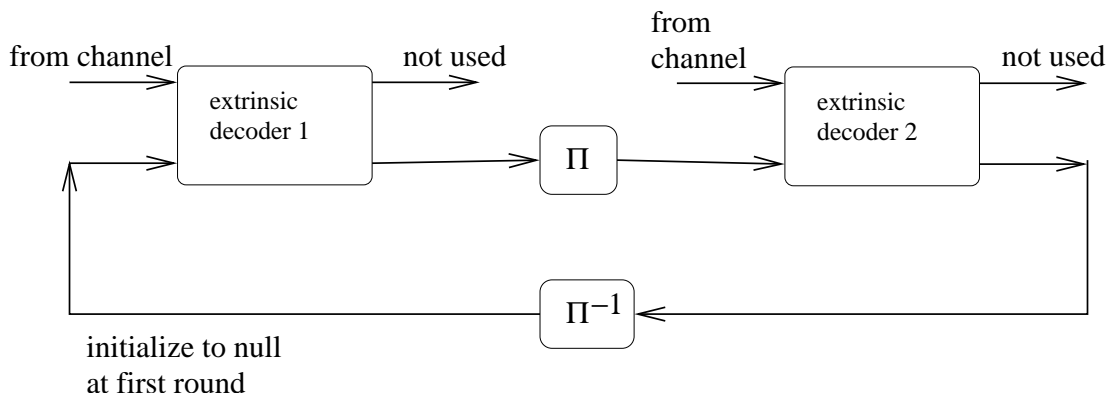 from channel
not used
extrinsic
decoder 1
Π
from
channel
not used
extrinsic
decoder 2
Π−1
initialize to null
at first round